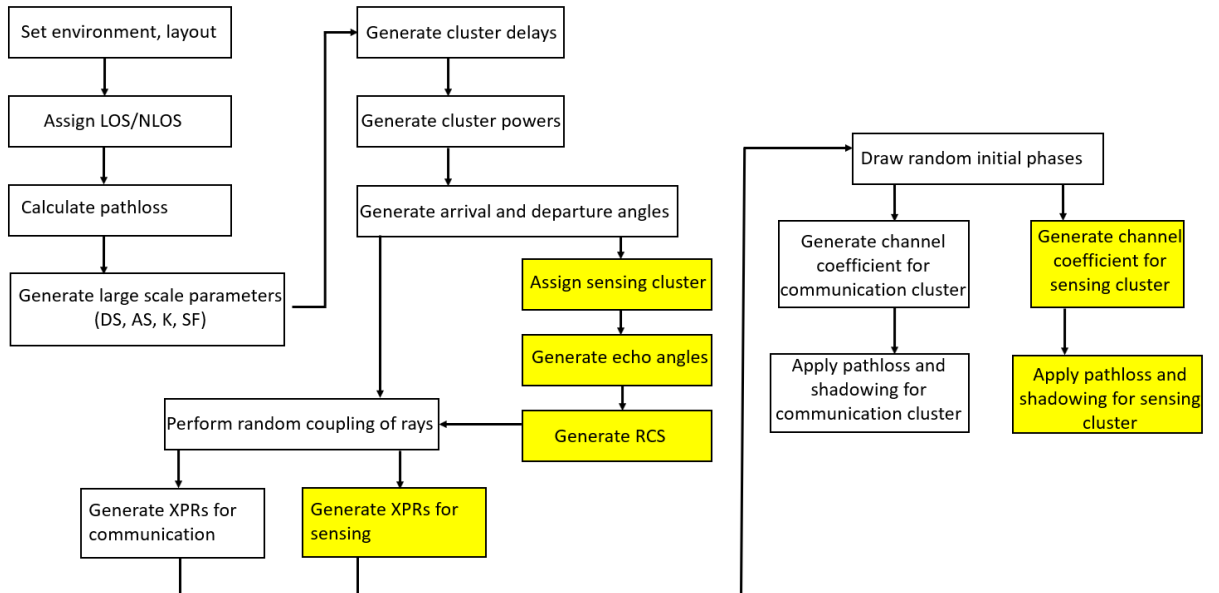 Set environment, layout
Assign LOS/NLOS
Calculate pathloss
Generate large scale parameters
(DS, AS, K, SF)
Generate cluster delays
Generate cluster powers
Generate arrival and departure angles
Assign sensing cluster
Generate echo angles
Generate RCS
Perform random coupling of rays
Generate XPRs for
communication
Generate XPRs for
sensing
Draw random initial phases
Generate channel
coefficient for
communication cluster
Apply pathloss and
shadowing for
communication cluster
Generate channel
coefficient for
sensing cluster
Apply pathloss and
shadowing for sensing
cluster